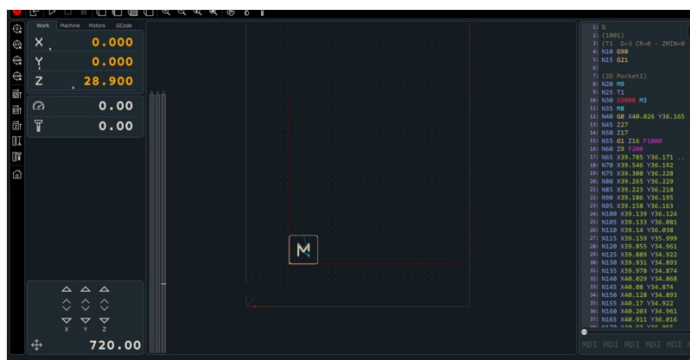 Work Machine Motors GCode
X 0.000
Y 0.000
Z 28.900
0.00
0.00
M
X Y Z
720.00
1: %
2: (1001)
3: (T1 D=3 CR=0 - ZMIN=0
4: N10 G90
5: N15 G21
6:
7: (2D Pocket1)
8: N20 M9
9: N25 T1
10: N30 S5000 M3
11: N35 M8
12: N40 G0 X40.026 Y36.165
13: N45 Z27
14: N50 Z17
15: N55 G1 Z16 F1000
16: N60 Z9 F200
17: N65 X39.785 Y36.171 ..
18: N70 X39.546 Y36.192
19: N75 X39.308 Y36.228
20: N80 X39.265 Y36.229
21: N85 X39.223 Y36.218
22: N90 X39.186 Y36.195
23: N95 X39.158 Y36.163
24: N100 X39.139 Y36.124
25: N105 X39.133 Y36.081
26: N110 X39.14 Y36.038
27: N115 X39.159 Y35.999
28: N120 X39.855 Y34.961
29: N125 X39.889 Y34.922
30: N130 X39.931 Y34.893
31: N135 X39.978 Y34.874
32: N140 X40.029 Y34.868
33: N145 X40.08 Y34.874
34: N150 X40.128 Y34.893
35: N155 X40.17 Y34.922
36: N160 X40.203 Y34.961
37: N165 X40.911 Y36.016
MDI MDI MDI MDI MDI